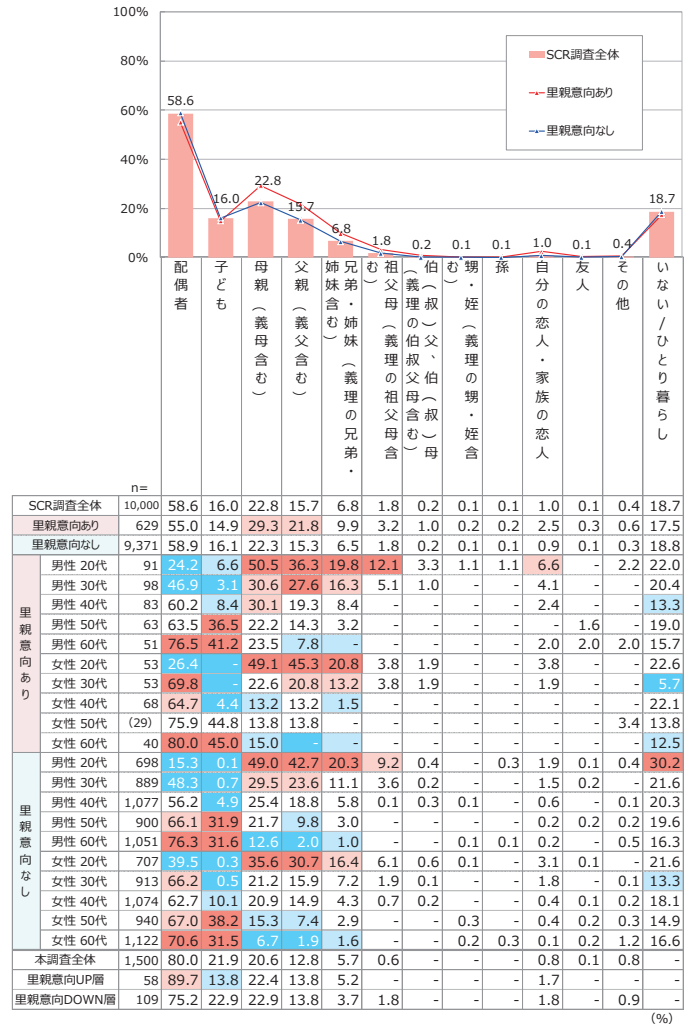 100%
80%
60%
40%
20%
0%
SCR調査全体
里親意向あり
里親意向なし
58.6
16.0
22.8
15.7
6.8
1.8
0.2
0.1
0.1
1.0
0.1
0.4
18.7
配偶者
子ども
母親（義母含む）
父親（義父含む）
兄弟・姉妹（義理の兄弟・
姉妹含む）
祖父母（義理の祖父母含
む）
伯（叔）父、伯（叔）母
（義理の伯叔父母含む）
甥・姪（義理の甥・姪含
む）
孫
自分の恋人・家族の恋人
友人
その他
いない/ひとり暮らし
n=
SCR調査全体 10,000 58.6 16.0 22.8 15.7 6.8 1.8 0.2 0.1 0.1 1.0 0.1 0.4 18.7
里親意向あり 629 55.0 14.9 29.3 21.8 9.9 3.2 1.0 0.2 0.2 2.5 0.3 0.6 17.5
里親意向なし 9,371 58.9 16.1 22.3 15.3 6.5 1.8 0.2 0.1 0.1 0.9 0.1 0.3 18.8
里親意向あり
男性 20代 91 24.2 6.6 50.5 36.3 19.8 12.1 3.3 1.1 1.1 6.6 - 2.2 22.0
男性 30代 98 46.9 3.1 30.6 27.6 16.3 5.1 1.0 - - 4.1 - - 20.4
男性 40代 83 60.2 8.4 30.1 19.3 8.4 - - - - 2.4 - - 13.3
男性 50代 63 63.5 36.5 22.2 14.3 3.2 - - - - - 1.6 - 19.0
男性 60代 51 76.5 41.2 23.5 7.8 - - - - - 2.0 2.0 2.0 15.7
女性 20代 53 26.4 - 49.1 45.3 20.8 3.8 1.9 - - 3.8 - - 22.6
女性 30代 53 69.8 - 22.6 20.8 13.2 3.8 1.9 - - 1.9 - - 5.7
女性 40代 68 64.7 4.4 13.2 13.2 1.5 - - - - - - - 22.1
女性 50代 (29) 75.9 44.8 13.8 13.8 - - - - - - - 3.4 13.8
女性 60代 40 80.0 45.0 15.0 - - - - - - - - - 12.5
里親意向なし
男性 20代 698 15.3 0.1 49.0 42.7 20.3 9.2 0.4 - 0.3 1.9 0.1 0.4 30.2
男性 30代 889 48.3 0.7 29.5 23.6 11.1 3.6 0.2 - - 1.5 0.2 - 21.6
男性 40代 1,077 56.2 4.9 25.4 18.8 5.8 0.1 0.3 0.1 - 0.6 - 0.1 20.3
男性 50代 900 66.1 31.9 21.7 9.8 3.0 - - - - 0.2 0.2 0.2 19.6
男性 60代 1,051 76.3 31.6 12.6 2.0 1.0 - - 0.1 0.1 0.2 - 0.5 16.3
女性 20代 707 39.5 0.3 35.6 30.7 16.4 6.1 0.6 0.1 - 3.1 0.1 - 21.6
女性 30代 913 66.2 0.5 21.2 15.9 7.2 1.9 0.1 - - 1.8 - 0.1 13.3
女性 40代 1,074 62.7 10.1 20.9 14.9 4.3 0.7 0.2 - - 0.4 0.1 0.2 18.1
女性 50代 940 67.0 38.2 15.3 7.4 2.9 - - 0.3 - 0.4 0.2 0.3 14.9
女性 60代 1,122 70.6 31.5 6.7 1.9 1.6 - - 0.2 0.3 0.1 0.2 1.2 16.6
本調査全体 1,500 80.0 21.9 20.6 12.8 5.7 0.6 - - - 0.8 0.1 0.8 -
里親意向UP層 58 89.7 13.8 22.4 13.8 5.2 - - - - 1.7 - - -
里親意向DOWN層 109 75.2 22.9 22.9 13.8 3.7 1.8 - - - 1.8 - 0.9 -
(%)